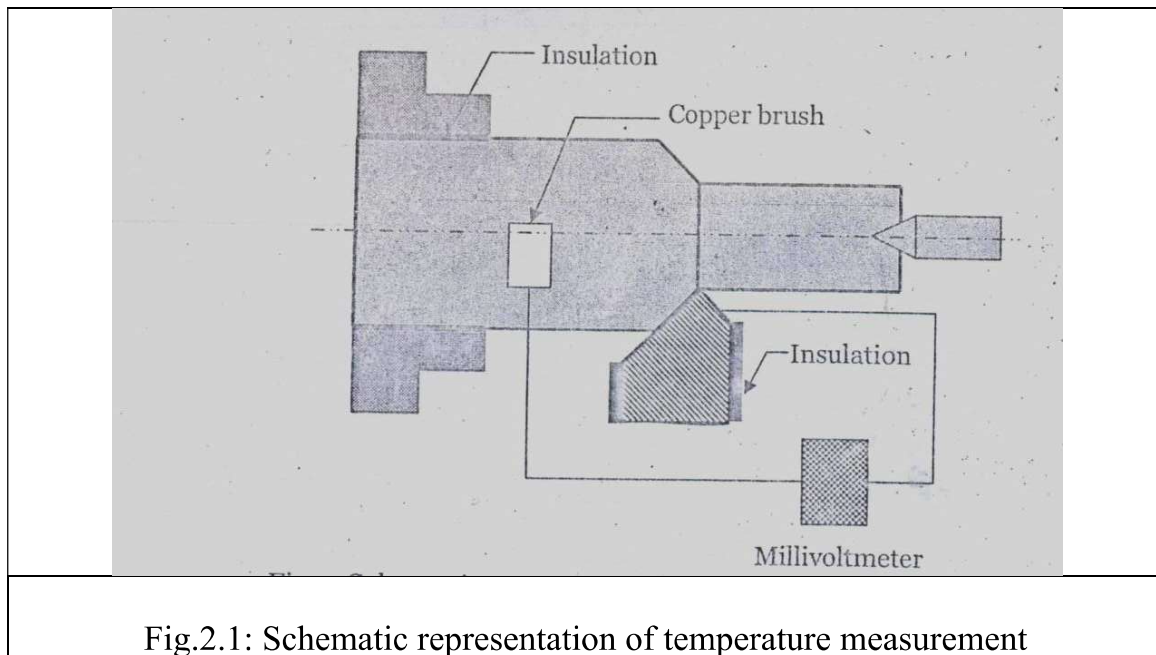 Insulation
Copper brush
Insulation
Millivoltmeter
Fig.2.1: Schematic representation of temperature measurement